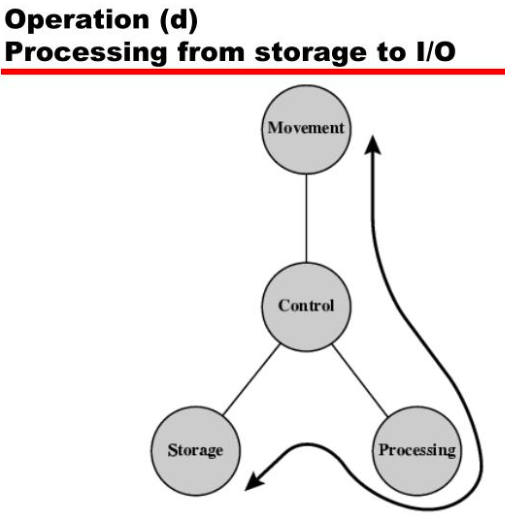 Operation (d)
Processing from storage to I/O
Movement
Control
Storage
Processing